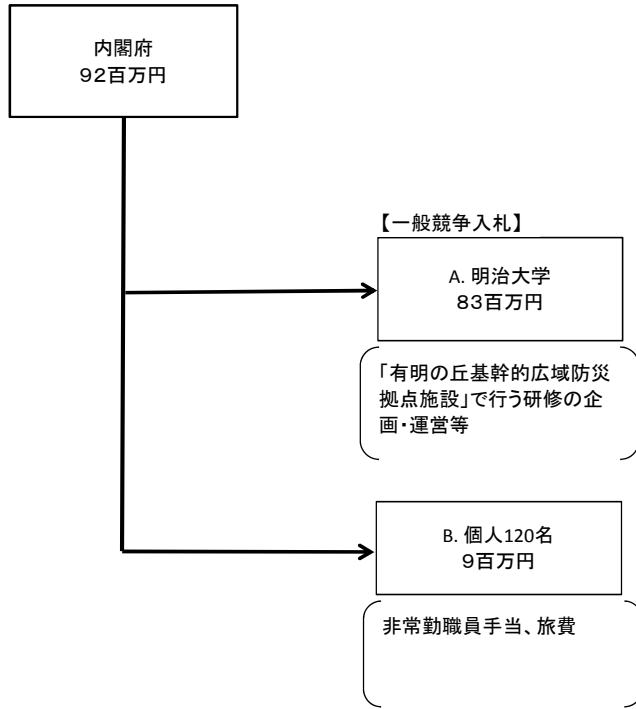 内閣府
９２百万円
【一般競争入札】
A. 明治大学
８３百万円
「有明の丘基幹的広域防災
拠点施設」で行う研修の企
画・運営等
B. 個人120名
９百万円
非常勤職員手当、旅費